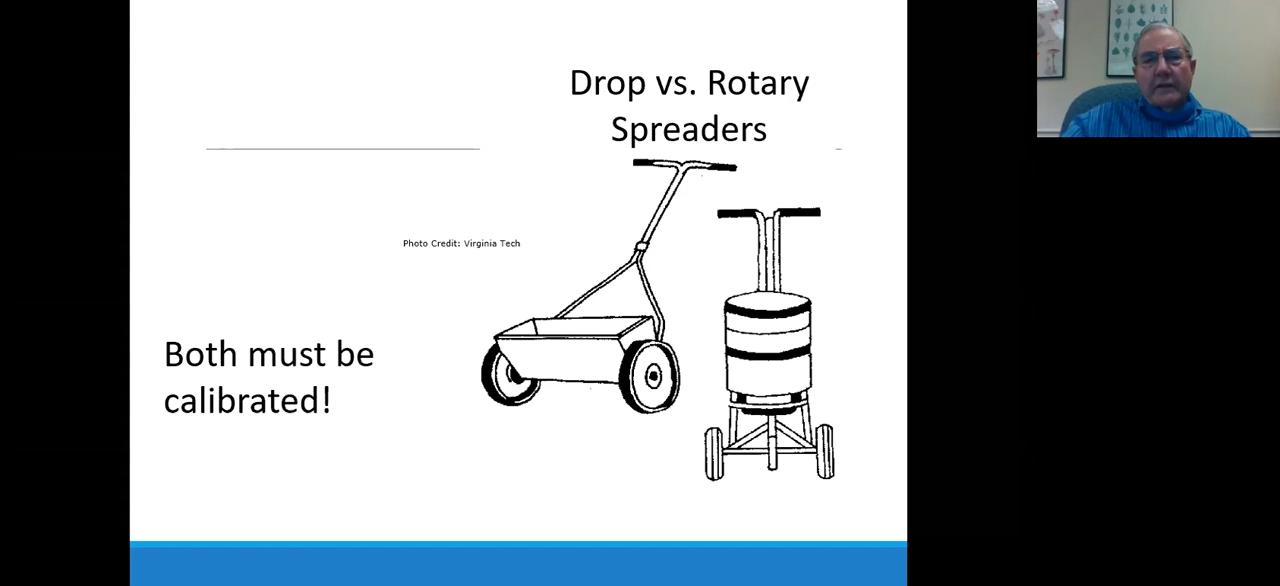 Drop vs. Rotary
Spreaders
Photo Credit: Virginia Tech
Both must be
calibrated!